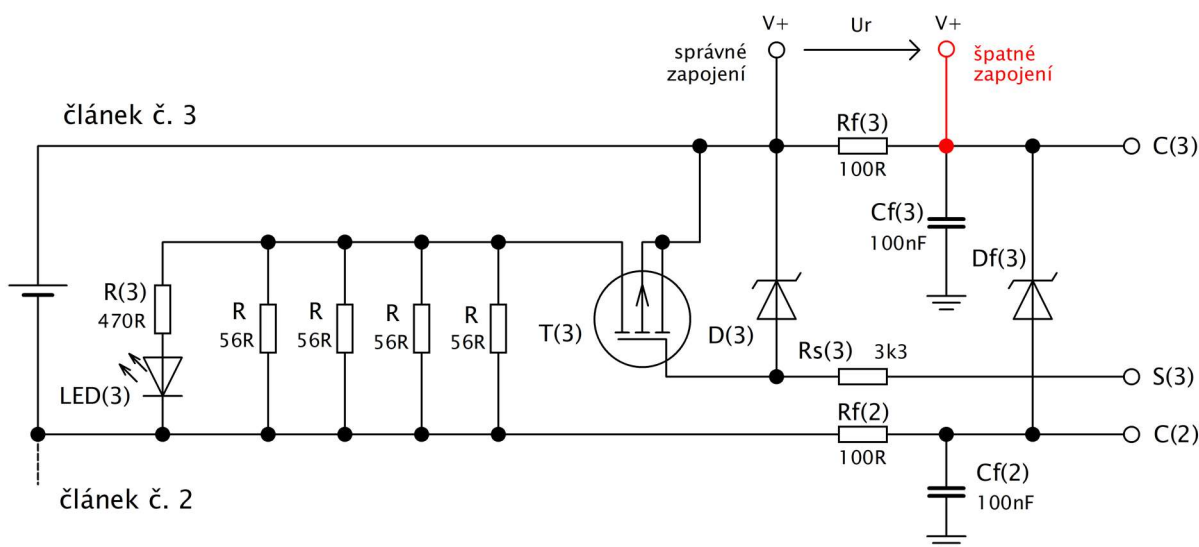 V+
Ur
V+
správné
zapojení
špatné
zapojení
článek č. 3
Rf(3)
100R
C(3)
Cf(3)
100nF
Df(3)
R(3)
470R
R
56R
R
56R
R
56R
R
56R
T(3)
D(3)
Rs(3) 3k3
S(3)
LED(3)
Rf(2)
100R
C(2)
Cf(2)
100nF
článek č. 2